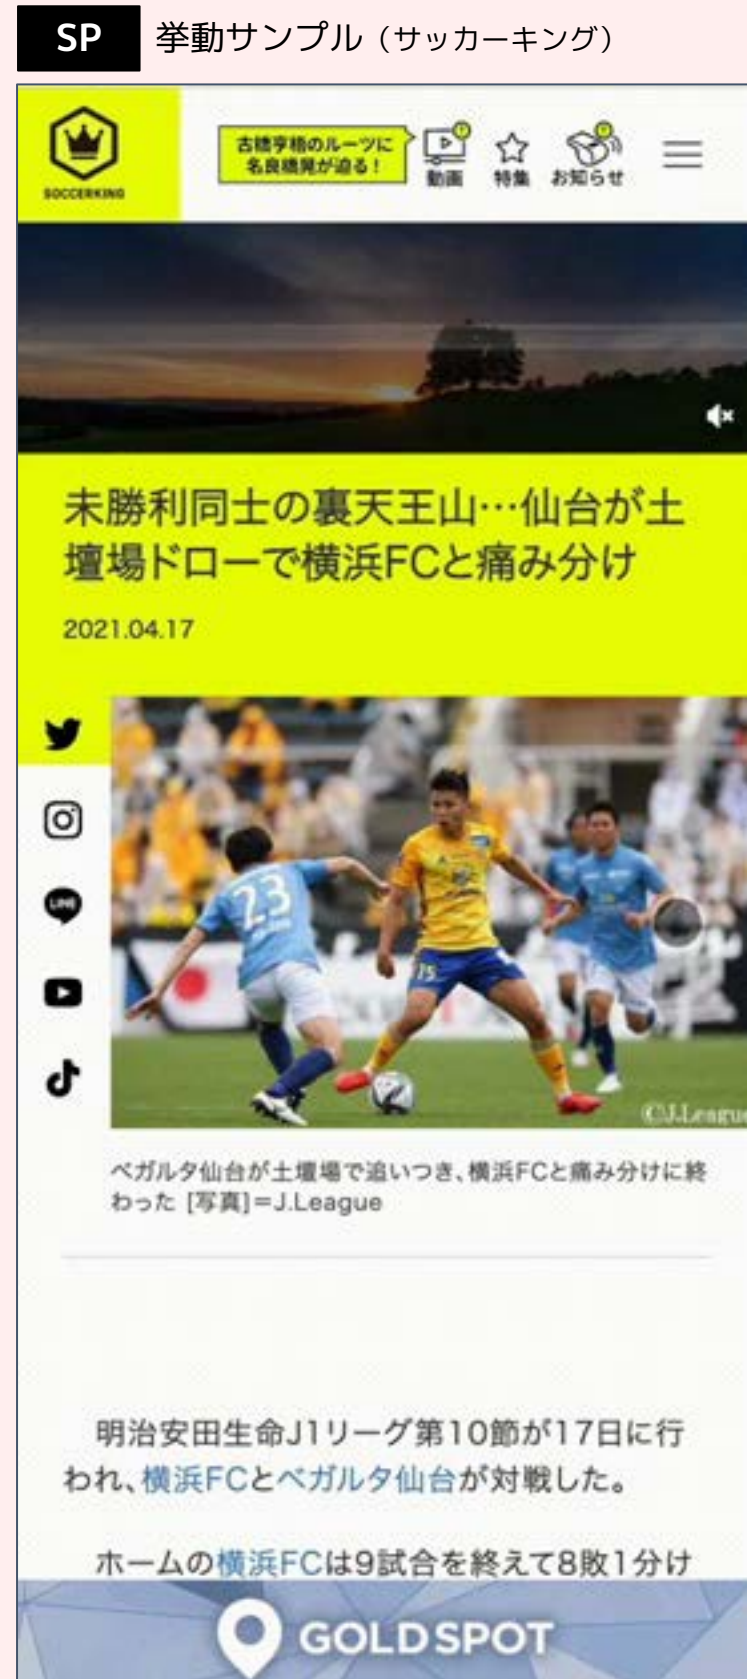 SP 挙動サンプル（サッカーキング）
SOCCERKING
古橋亨梧のルーツに
名良橋晃が迫る！
動画 特集 お知らせ
未勝利同士の裏天王山…仙台が土
壇場ドローで横浜FCと痛み分け
2021.04.17
LINE
23
15
©J.League
ベガルタ仙台が土壇場で追いつき、横浜FCと痛み分けに終
わった [写真]＝J.League
明治安田生命J1リーグ第10節が17日に行
われ、横浜FCとベガルタ仙台が対戦した。
ホームの横浜FCは9試合を終えて8敗1分け
GOLDSPOT